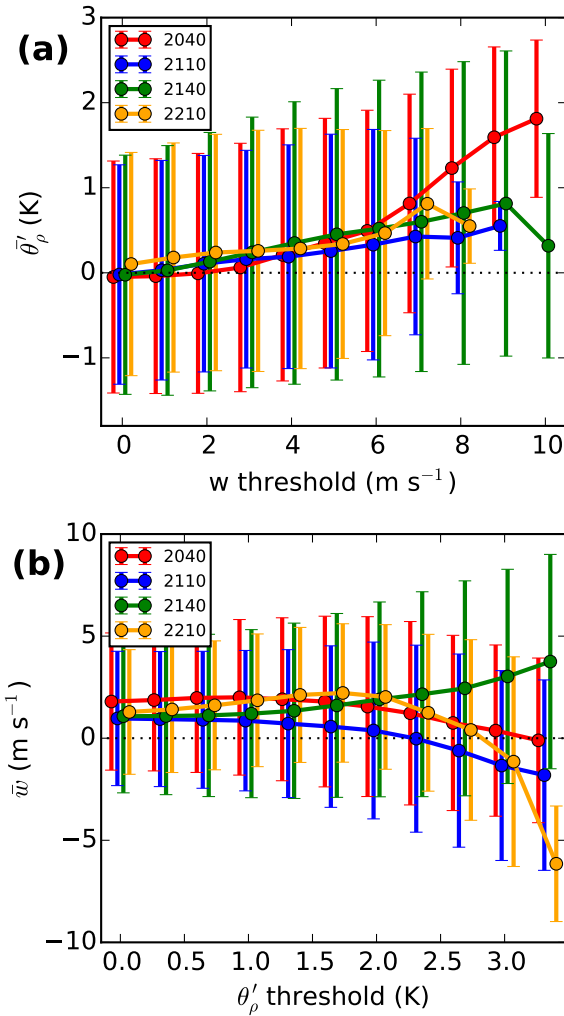 (a)
2040
2110
2140
2210
3
2
1
0
−1
θ̄ρ′ (K)
0 2 4 6 8 10
w threshold (m s⁻¹)
(b)
2040
2110
2140
2210
10
5
0
−5
−10
w̄ (m s⁻¹)
0.0 0.5 1.0 1.5 2.0 2.5 3.0
θρ′ threshold (K)